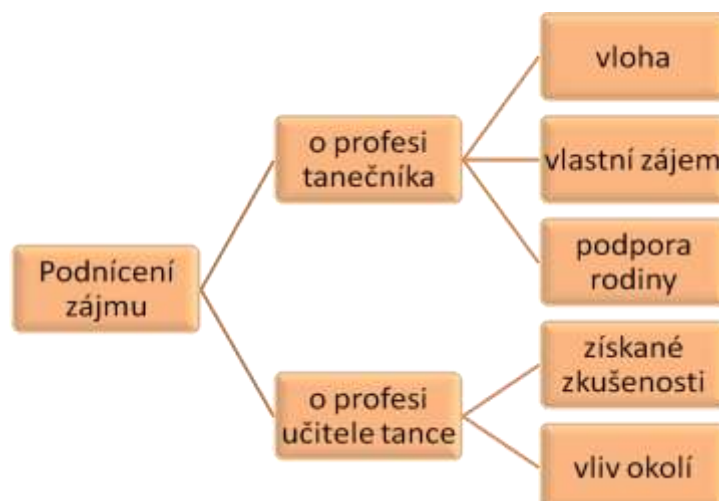 Podnícení
zájmu
o profesi
tanečníka
vloha
vlastní zájem
podpora
rodiny
o profesi
učitele tance
získané
zkušenosti
vliv okolí